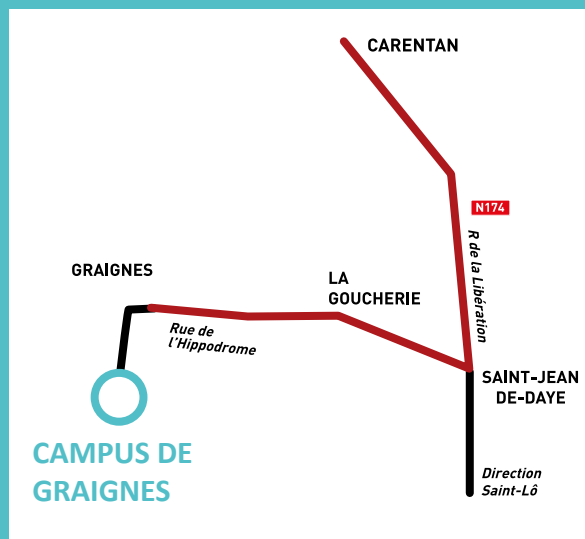 CARENTAN
N174
R de la Libération
GRAIGNES
LA
GOUCHERIE
Rue de
l'Hippodrome
SAINT-JEAN
DE-DAYE
CAMPUS DE
GRAIGNES
Direction
Saint-Lô